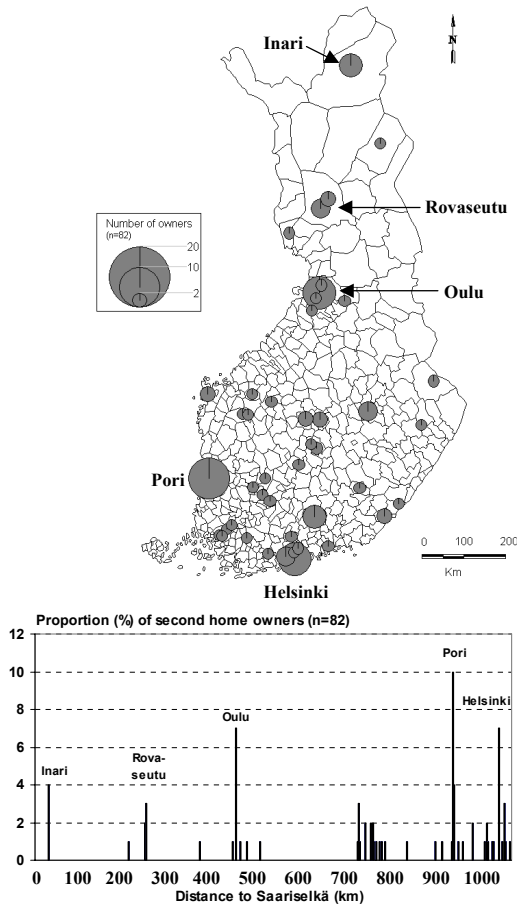 Inari
N
Rovaseutu
Number of owners
(n=82)
20
10
2
Oulu
Pori
0 100 200
Km
Helsinki
Proportion (%) of second home owners (n=82)
12
10
8
6
4
2
0
Inari
Rova-
seutu
Oulu
Pori
Helsinki
0 100 200 300 400 500 600 700 800 900 1000
Distance to Saariselkä (km)